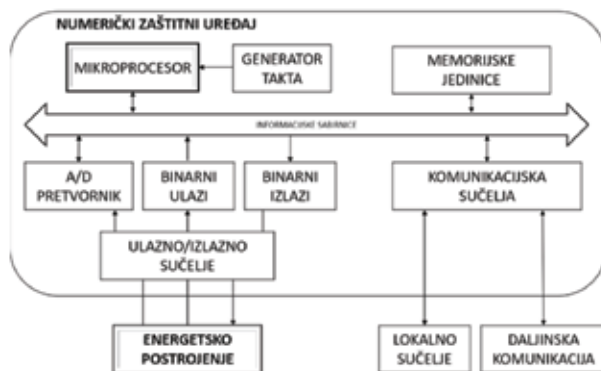 NUMERIČKI ZAŠTITNI UREĐAJ
MIKROPROCESOR
GENERATOR
TAKTA
MEMORIJSKE
JEDINICE
INFORMACIJSKE SABIRNICE
A/D
PRETVORNIK
BINARNI
ULAZI
BINARNI
IZLAZI
KOMUNIKACIJSKA
SUČELJA
ULAZNO/IZLAZNO
SUČELJE
ENERGETSKO
POSTROJENJE
LOKALNO
SUČELJE
DALJINSKA
KOMUNIKACIJA